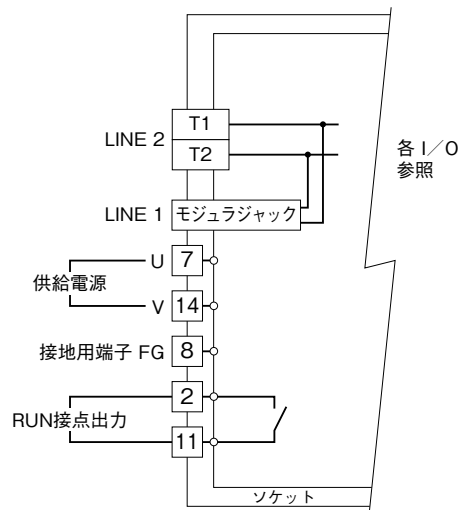 LINE 2
T1
T2
各 I／O
参照
LINE 1
モジュラジャック
供給電源
U
7
V
14
接地用端子 FG
8
RUN接点出力
2
11
ソケット